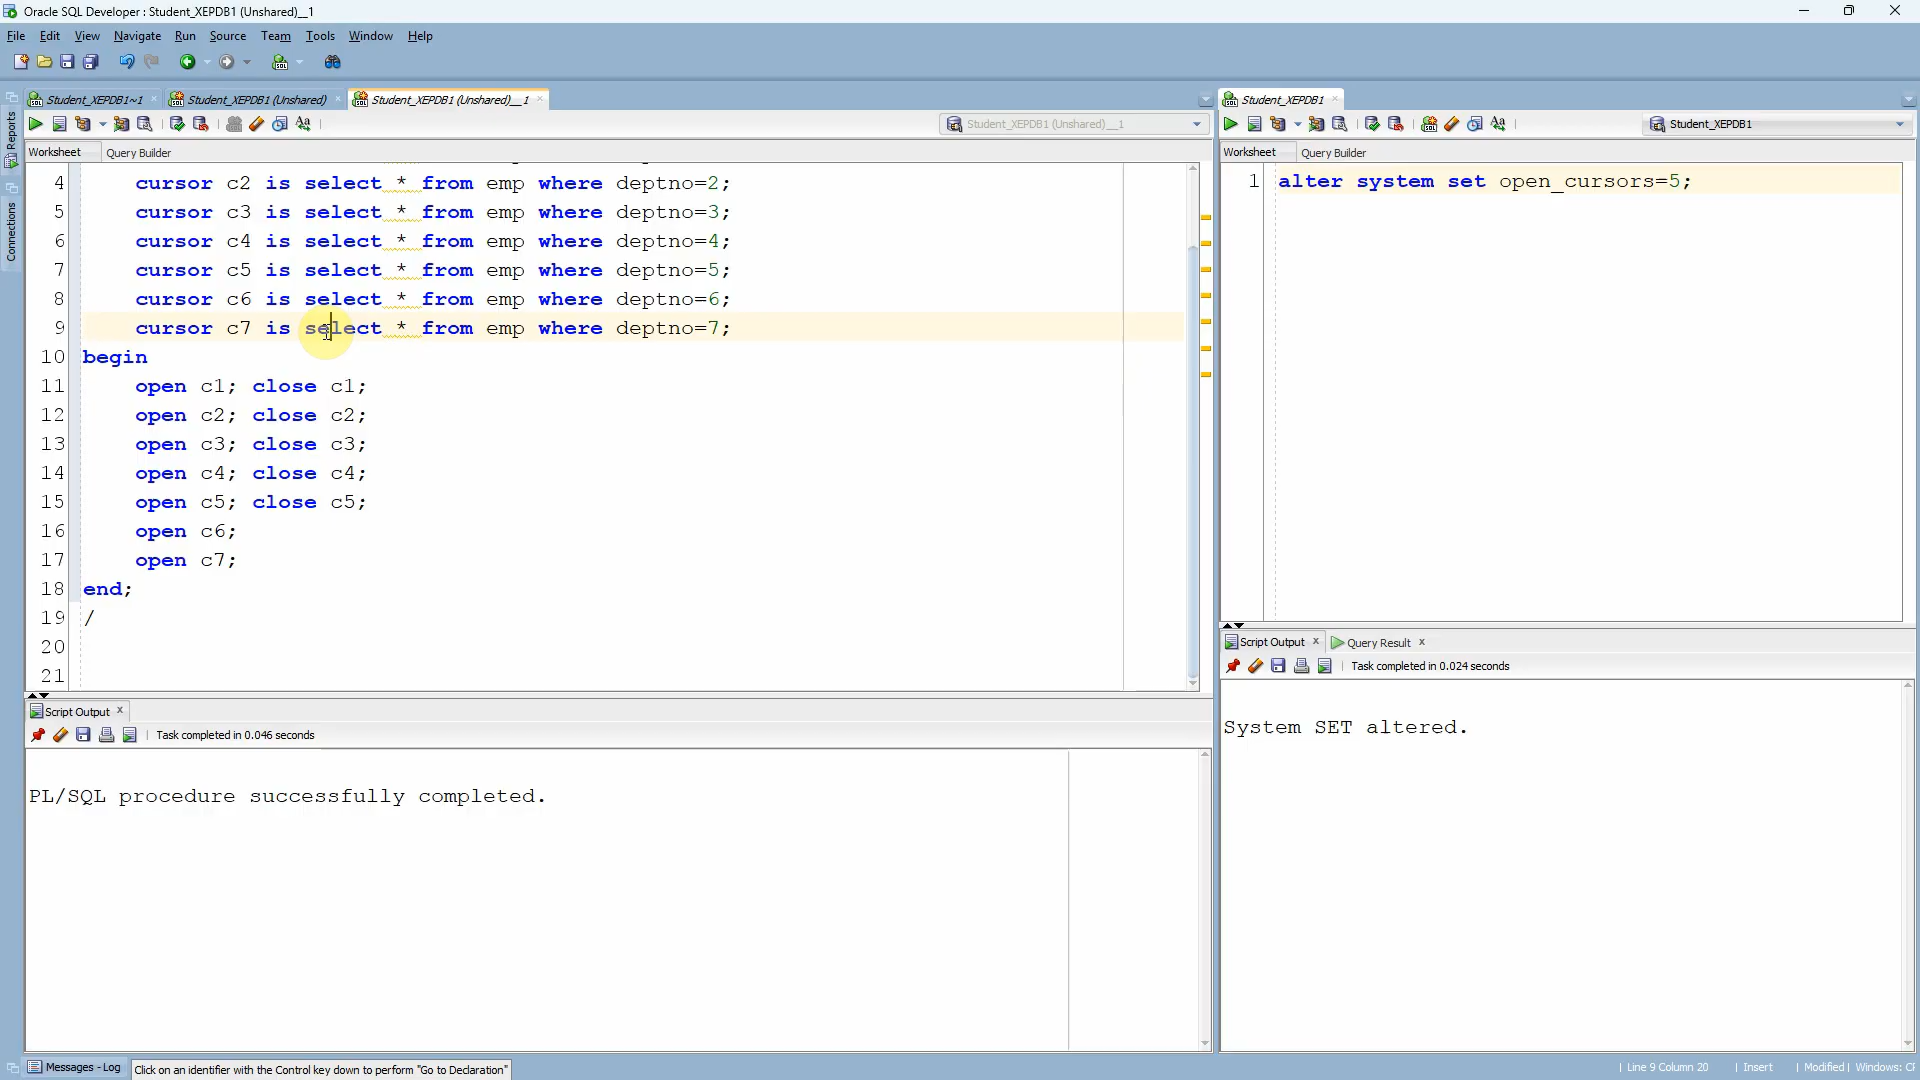 Oracle SQL Developer : Student_XEPDB1 (Unshared)__1
File Edit View Navigate Run Source Team Tools Window Help
Student_XEPDB1~1 Student_XEPDB1 (Unshared) Student_XEPDB1 (Unshared)__1
Student_XEPDB1 (Unshared)__1
Worksheet Query Builder
4 cursor c2 is select * from emp where deptno=2;
5 cursor c3 is select * from emp where deptno=3;
6 cursor c4 is select * from emp where deptno=4;
7 cursor c5 is select * from emp where deptno=5;
8 cursor c6 is select * from emp where deptno=6;
9 cursor c7 is select * from emp where deptno=7;
10 begin
11 open c1; close c1;
12 open c2; close c2;
13 open c3; close c3;
14 open c4; close c4;
15 open c5; close c5;
16 open c6;
17 open c7;
18 end;
19 /
20
21
Script Output
Task completed in 0.046 seconds
PL/SQL procedure successfully completed.
Student_XEPDB1
Student_XEPDB1
Worksheet Query Builder
1 alter system set open_cursors=5;
Script Output Query Result
Task completed in 0.024 seconds
System SET altered.
Reports
Connections
Messages - Log
Click on an identifier with the Control key down to perform "Go to Declaration"
Line 9 Column 20 Insert Modified Windows: